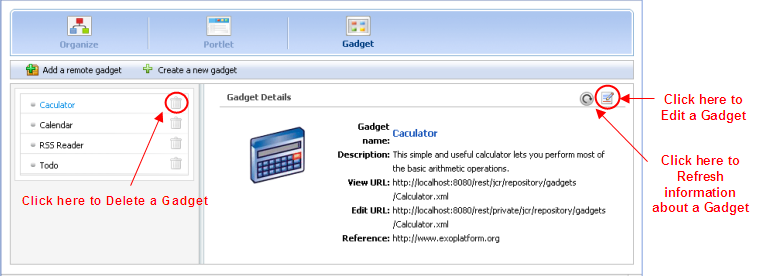 Organize
Portlet
Gadget
Add a remote gadget
Create a new gadget
Caculator
Calendar
RSS Reader
Todo
Click here to Delete a Gadget
Gadget Details
Gadget
name: Caculator
Description: This simple and useful calculator lets you perform most of
the basic arithmetic operations.
View URL: http://localhost:8080/rest/jcr/repository/gadgets
/Calculator.xml
Edit URL: http://localhost:8080/rest/private/jcr/repository/gadgets
/Calculator.xml
Reference: http://www.exoplatform.org
Click here to
Edit a Gadget
Click here to
Refresh
information
about a Gadget